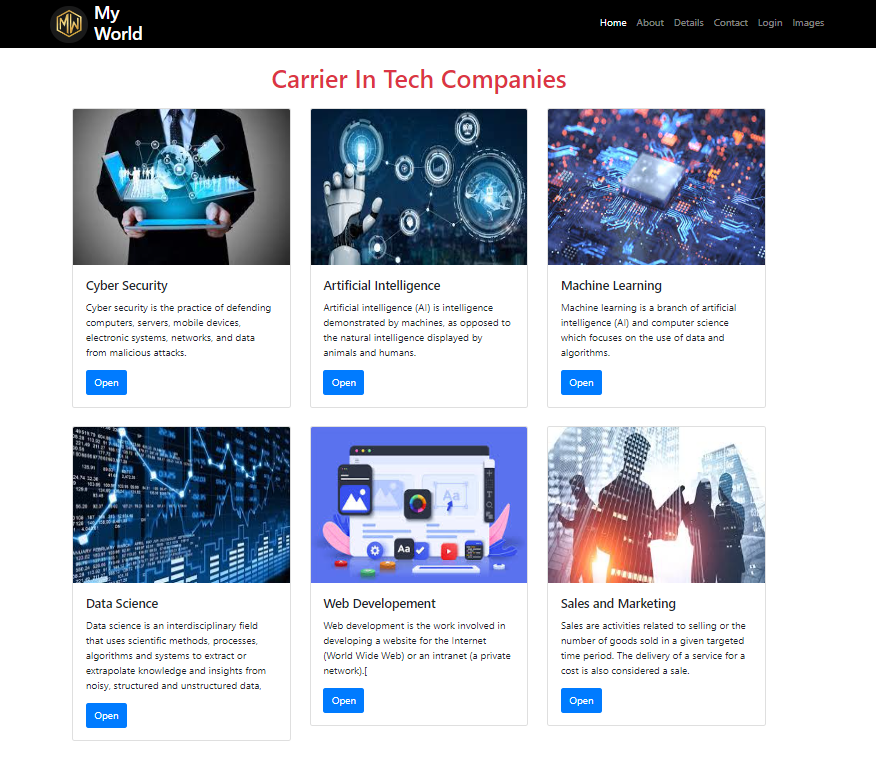 MW
My
World
Home About Details Contact Login Images
Carrier In Tech Companies
Cyber Security
Cyber security is the practice of defending
computers, servers, mobile devices,
electronic systems, networks, and data
from malicious attacks.
Open
Artificial Intelligence
Artificial intelligence (AI) is intelligence
demonstrated by machines, as opposed to
the natural intelligence displayed by
animals and humans.
Open
Machine Learning
Machine learning is a branch of artificial
intelligence (AI) and computer science
which focuses on the use of data and
algorithms.
Open
Data Science
Data science is an interdisciplinary field
that uses scientific methods, processes,
algorithms and systems to extract or
extrapolate knowledge and insights from
noisy, structured and unstructured data,
Open
Aa
Aa
Web Developement
Web development is the work involved in
developing a website for the Internet
(World Wide Web) or an intranet (a private
network).[
Open
Sales and Marketing
Sales are activities related to selling or the
number of goods sold in a given targeted
time period. The delivery of a service for a
cost is also considered a sale.
Open